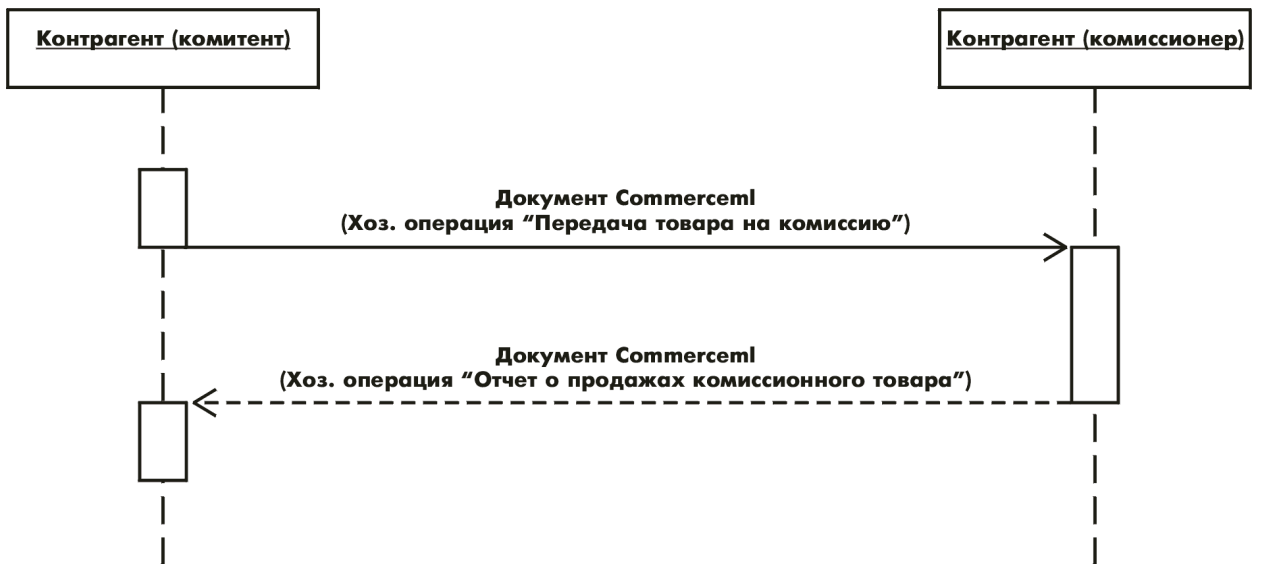 Контрагент (комитент)
Контрагент (комиссионер)
Документ Commerceml
(Хоз. операция “Передача товара на комиссию”)
Документ Commerceml
(Хоз. операция “Отчет о продажах комиссионного товара”)